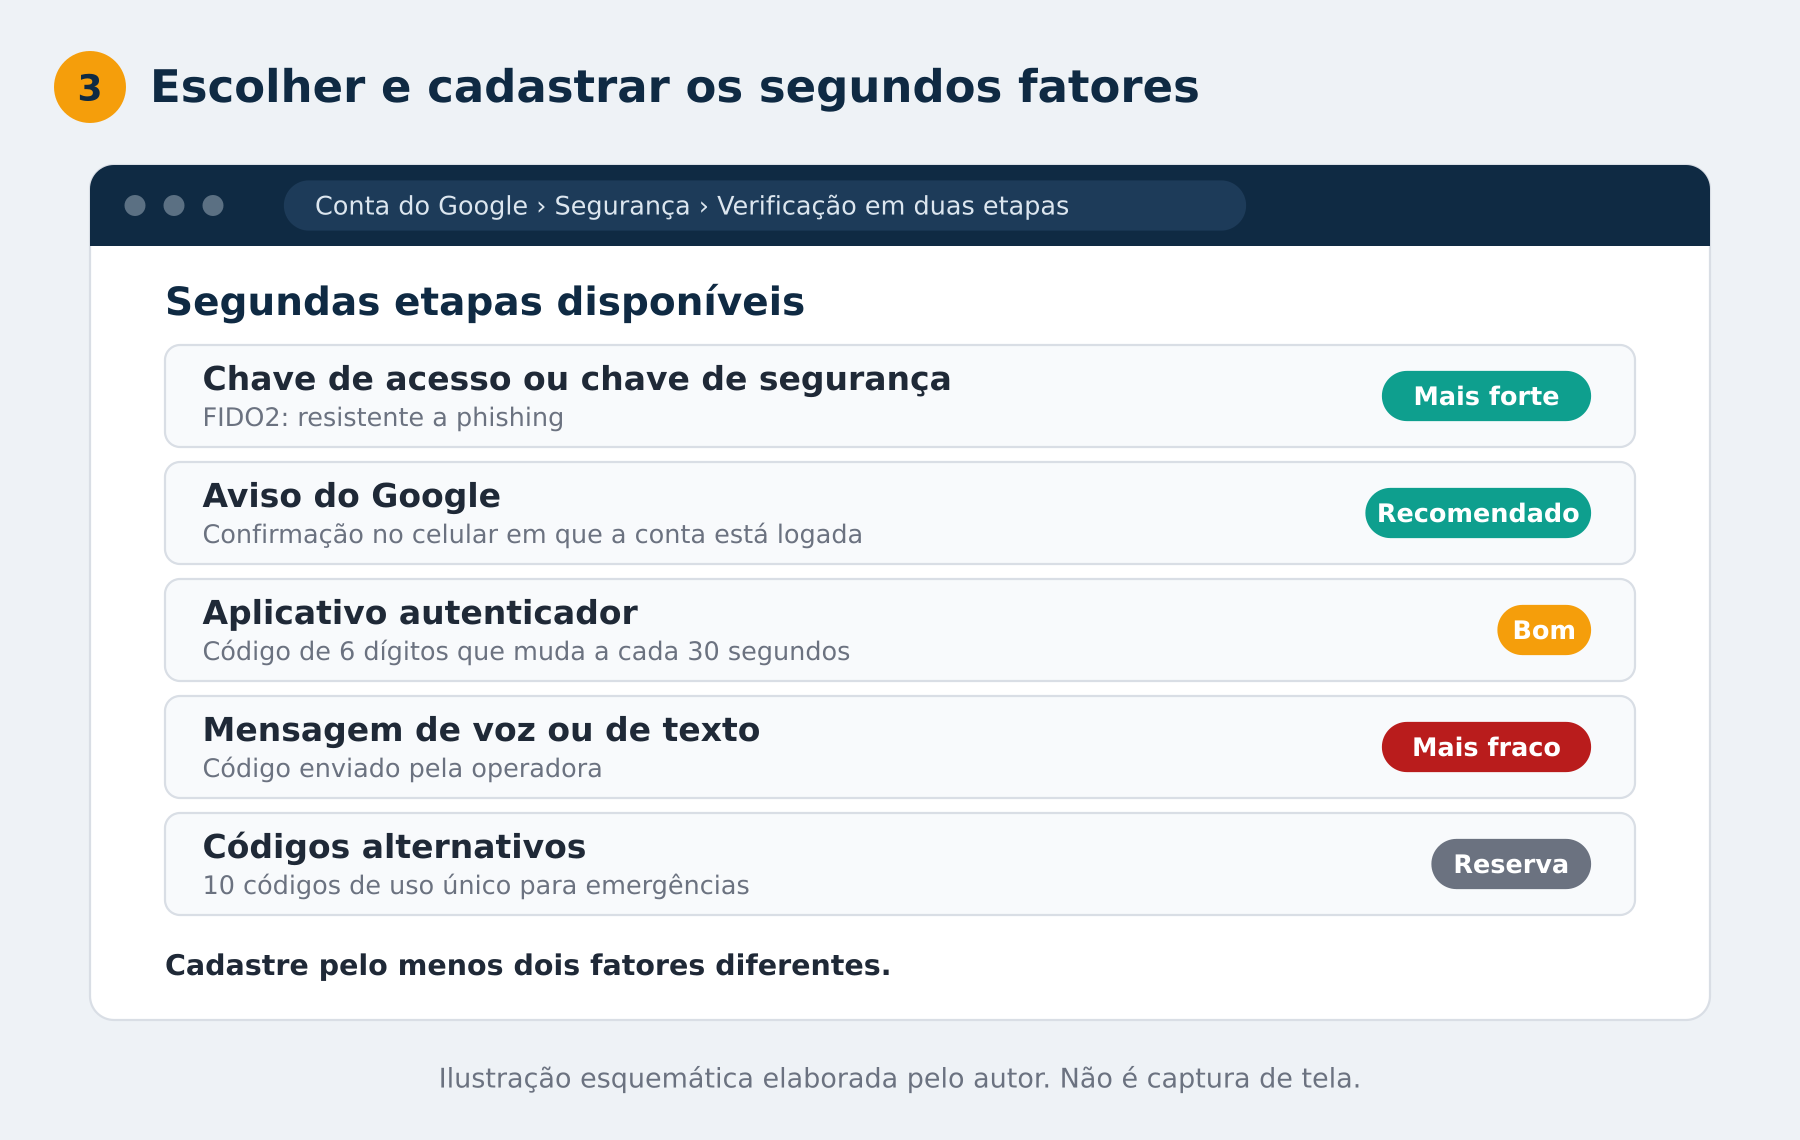 3
Escolher e cadastrar os segundos fatores
Conta do Google › Segurança › Verificação em duas etapas
Segundas etapas disponíveis
Chave de acesso ou chave de segurança
FIDO2: resistente a phishing
Mais forte
Aviso do Google
Confirmação no celular em que a conta está logada
Recomendado
Aplicativo autenticador
Código de 6 dígitos que muda a cada 30 segundos
Bom
Mensagem de voz ou de texto
Código enviado pela operadora
Mais fraco
Códigos alternativos
10 códigos de uso único para emergências
Reserva
Cadastre pelo menos dois fatores diferentes.
Ilustração esquemática elaborada pelo autor. Não é captura de tela.